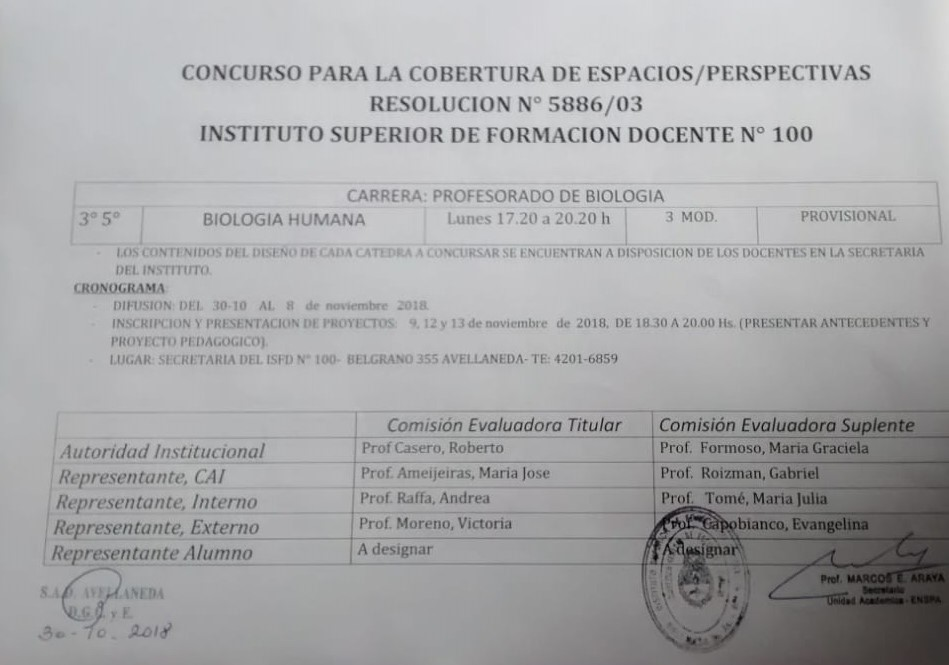 CONCURSO PARA LA COBERTURA DE ESPACIOS/PERSPECTIVAS
RESOLUCION N° 5886/03
INSTITUTO SUPERIOR DE FORMACION DOCENTE N° 100
CARRERA: PROFESORADO DE BIOLOGIA
3° 5° BIOLOGIA HUMANA Lunes 17.20 a 20.20 h 3 MOD. PROVISIONAL
- LOS CONTENIDOS DEL DISEÑO DE CADA CATEDRA A CONCURSAR SE ENCUENTRAN A DISPOSICION DE LOS DOCENTES EN LA SECRETARIA
DEL INSTITUTO.
CRONOGRAMA
- DIFUSION: DEL 30-10 AL 8 de noviembre 2018.
- INSCRIPCION Y PRESENTACION DE PROYECTOS: 9, 12 y 13 de noviembre de 2018, DE 18.30 A 20.00 Hs. (PRESENTAR ANTECEDENTES Y
PROYECTO PEDAGOGICO).
- LUGAR: SECRETARIA DEL ISFD N° 100- BELGRANO 355 AVELLANEDA- TE: 4201-6859
Comisión Evaluadora Titular Comisión Evaluadora Suplente
Autoridad Institucional Prof Casero, Roberto Prof. Formoso, Maria Graciela
Representante, CAI Prof. Ameijeiras, Maria Jose Prof. Roizman, Gabriel
Representante, Interno Prof. Raffa, Andrea Prof. Tomé, Maria Julia
Representante, Externo Prof. Moreno, Victoria Prof. Capobianco, Evangelina
Representante Alumno A designar A designar
S.A.D. AVELLANEDA
D.G.C. y E.
30-10-2018
Prof. MARCOS E. ARAYA
Secretario
Unidad Academica - ENSPA